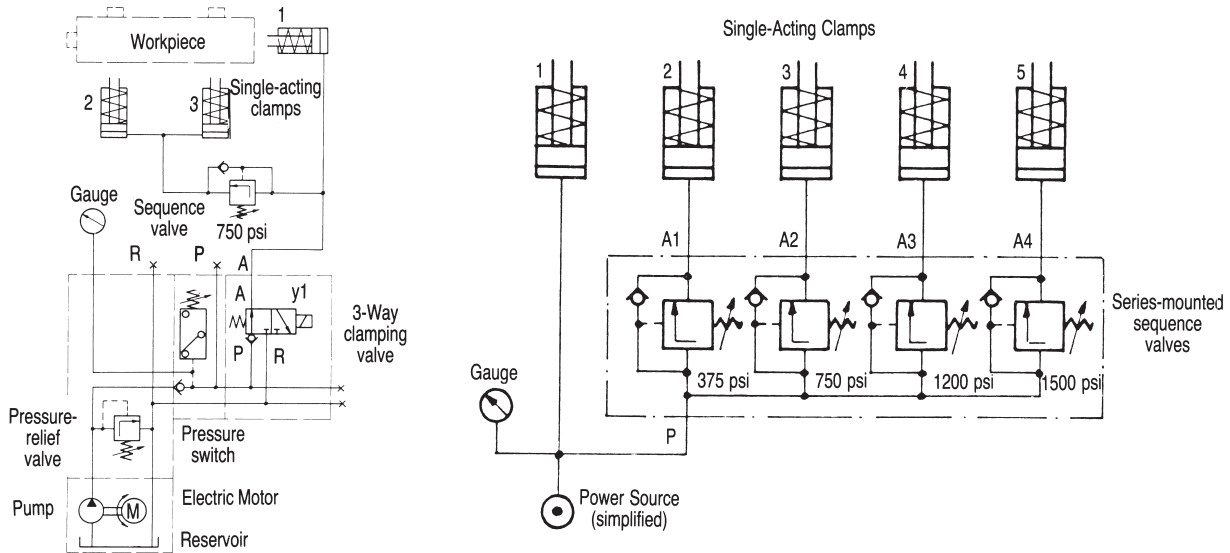 1
Workpiece
Single-acting
clamps
2
3
Gauge
Sequence
valve
750 psi
R
P
A
A
y1
3-Way
clamping
valve
P
R
Pressure-
relief
valve
Pressure
switch
Pump
M
Electric Motor
Reservoir
Single-Acting Clamps
1
2
3
4
5
A1
A2
A3
A4
Series-mounted
sequence
valves
375 psi
750 psi
1200 psi
1500 psi
Gauge
P
Power Source
(simplified)